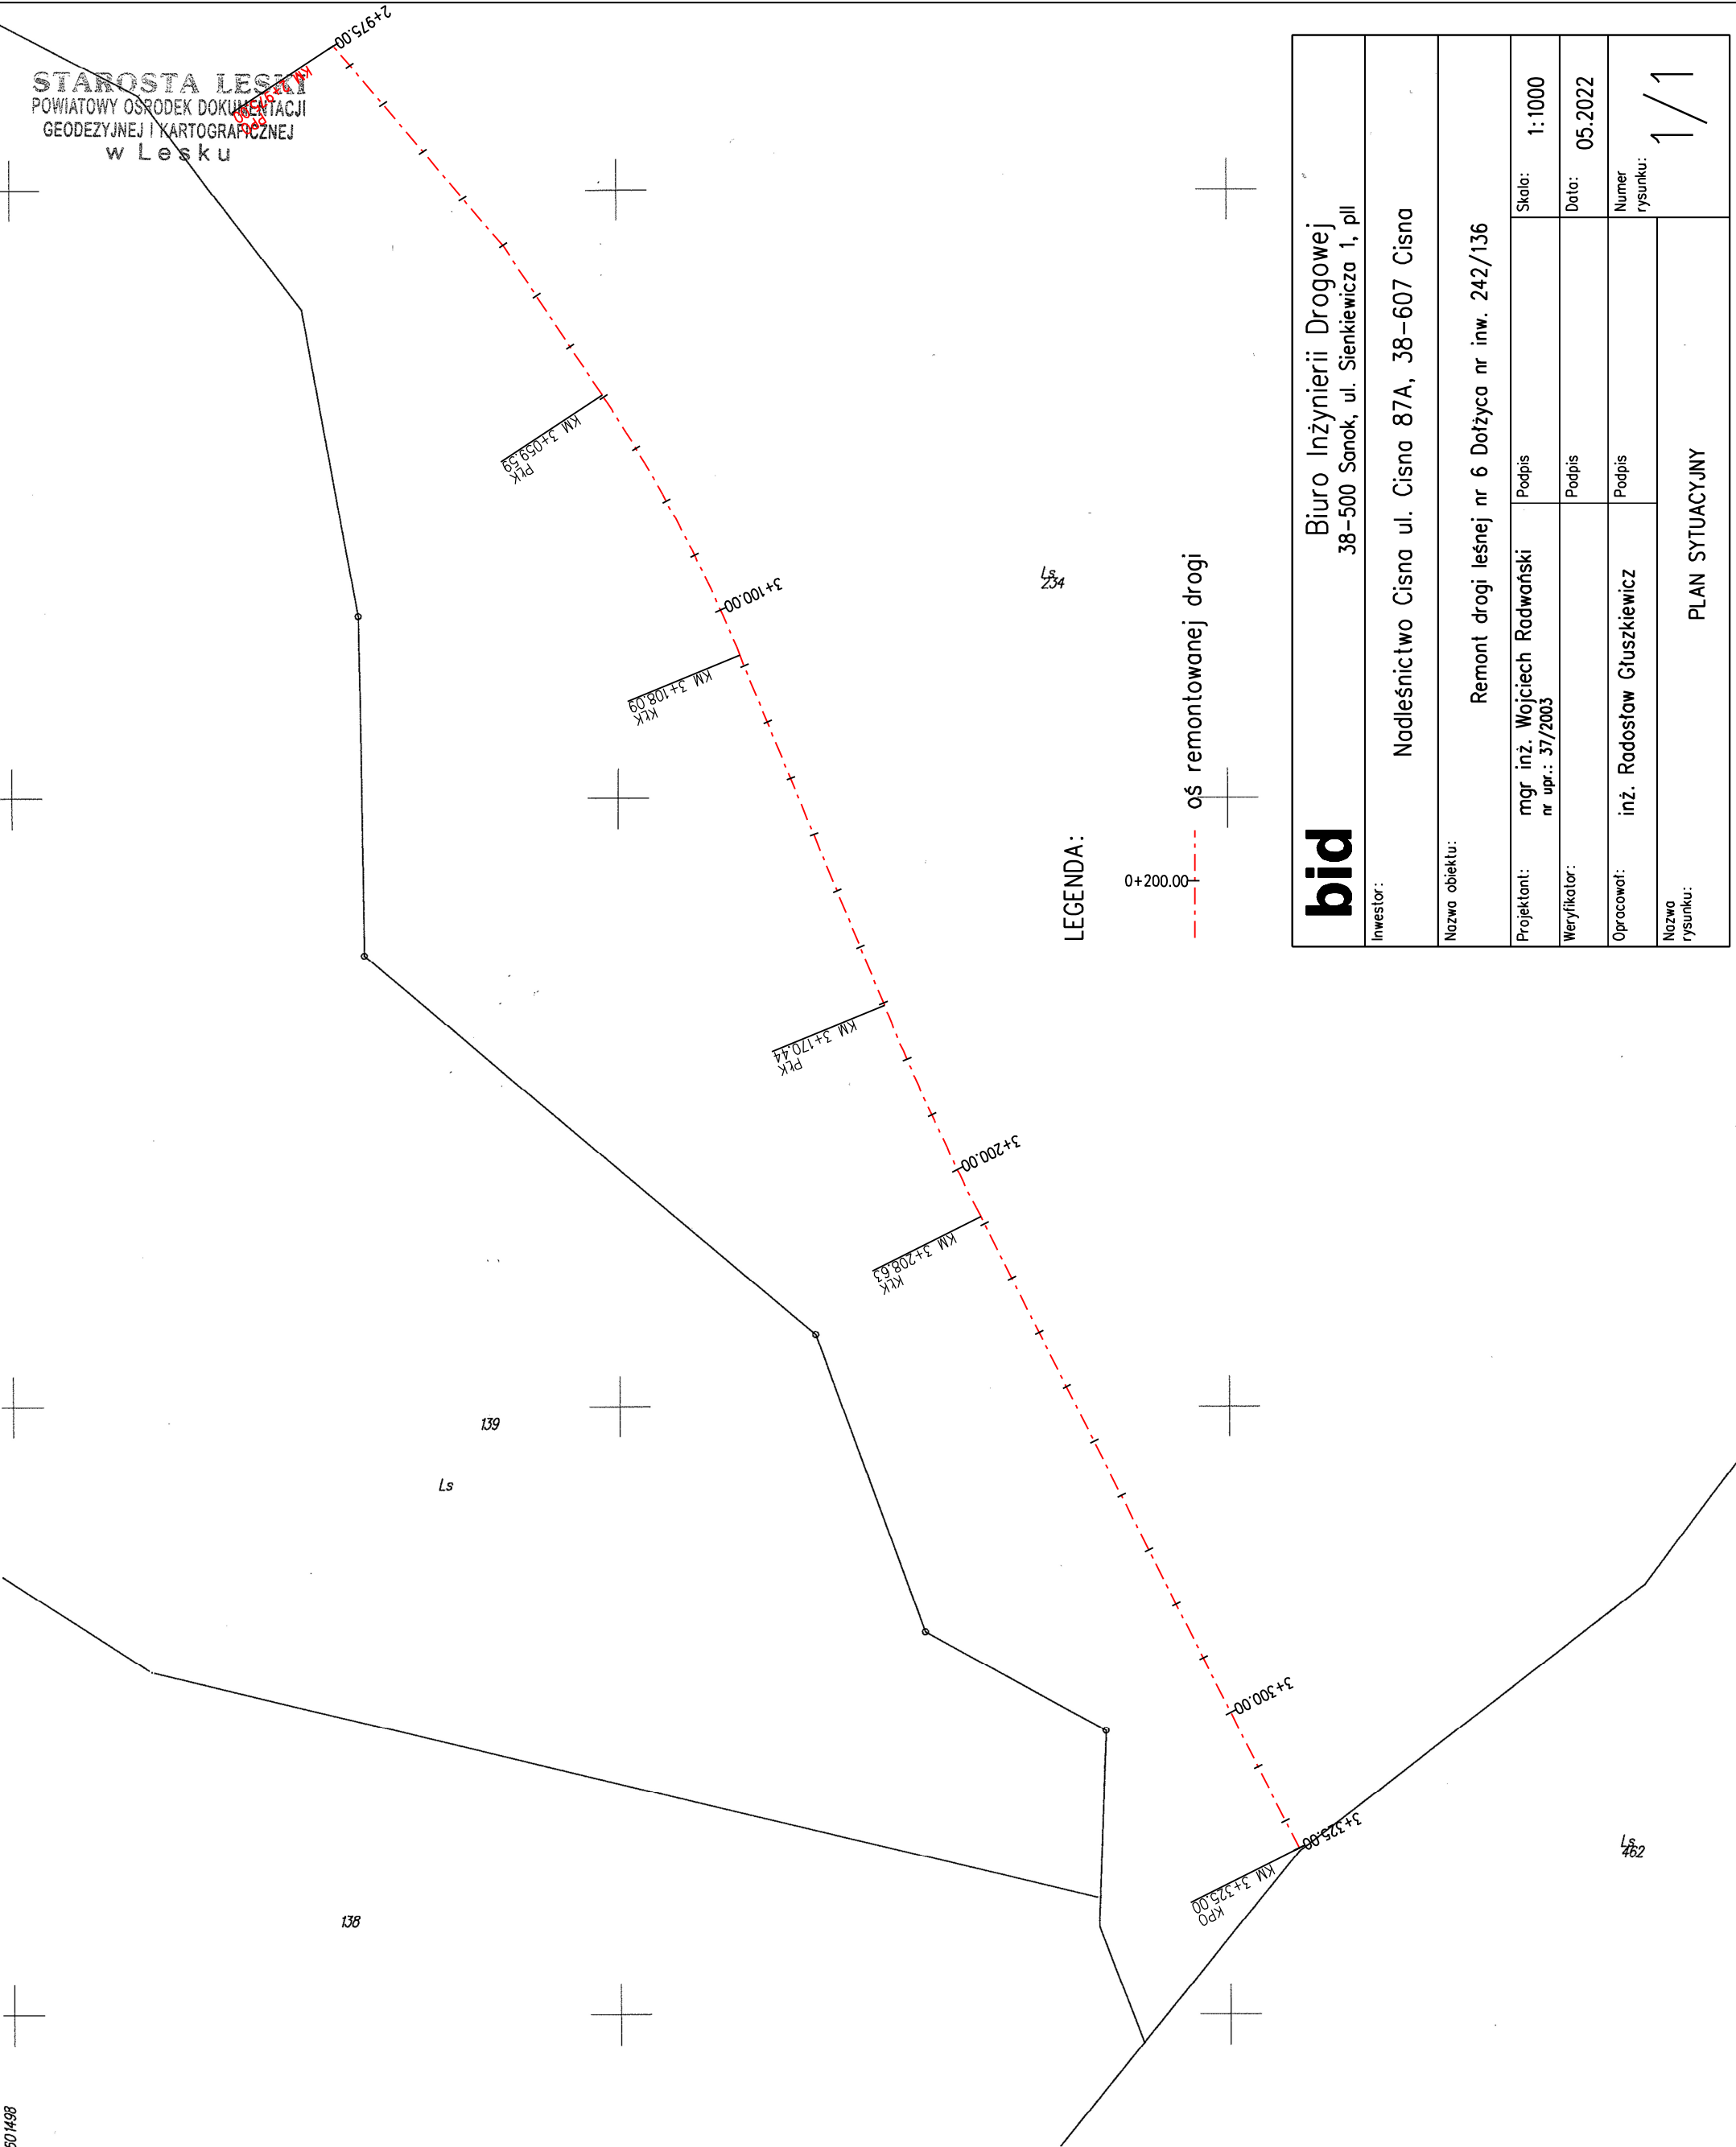 STAROSTA LESKI
POWIATOWY OŚRODEK DOKUMENTACJI
GEODEZYJNEJ I KARTOGRAFICZNEJ
w Lesku
2+975.00
PŁK
KM 3+059.59
3+100.00
KŁK
KM 3+108.09
PŁK
KM 3+170.44
3+200.00
KŁK
KM 3+208.63
3+300.00
3+325.00
KPO
KM 3+325.00
Ls
234
139
Ls
138
Ls
462
601498
LEGENDA:
0+200.00
oś remontowanej drogi
bid
Biuro Inżynierii Drogowej
38-500 Sanok, ul. Sienkiewicza 1, pII
Inwestor:
Nadleśnictwo Cisna ul. Cisna 87A, 38-607 Cisna
Nazwa obiektu:
Remont drogi leśnej nr 6 Dołżyca nr inw. 242/136
Projektant:
mgr inż. Wojciech Radwański
nr upr.: 37/2003
Podpis
Skala:
1:1000
Weryfikator:
Podpis
Data:
05.2022
Opracował:
inż. Radosław Głuszkiewicz
Podpis
Numer
rysunku:
1/1
Nazwa
rysunku:
PLAN SYTUACYJNY